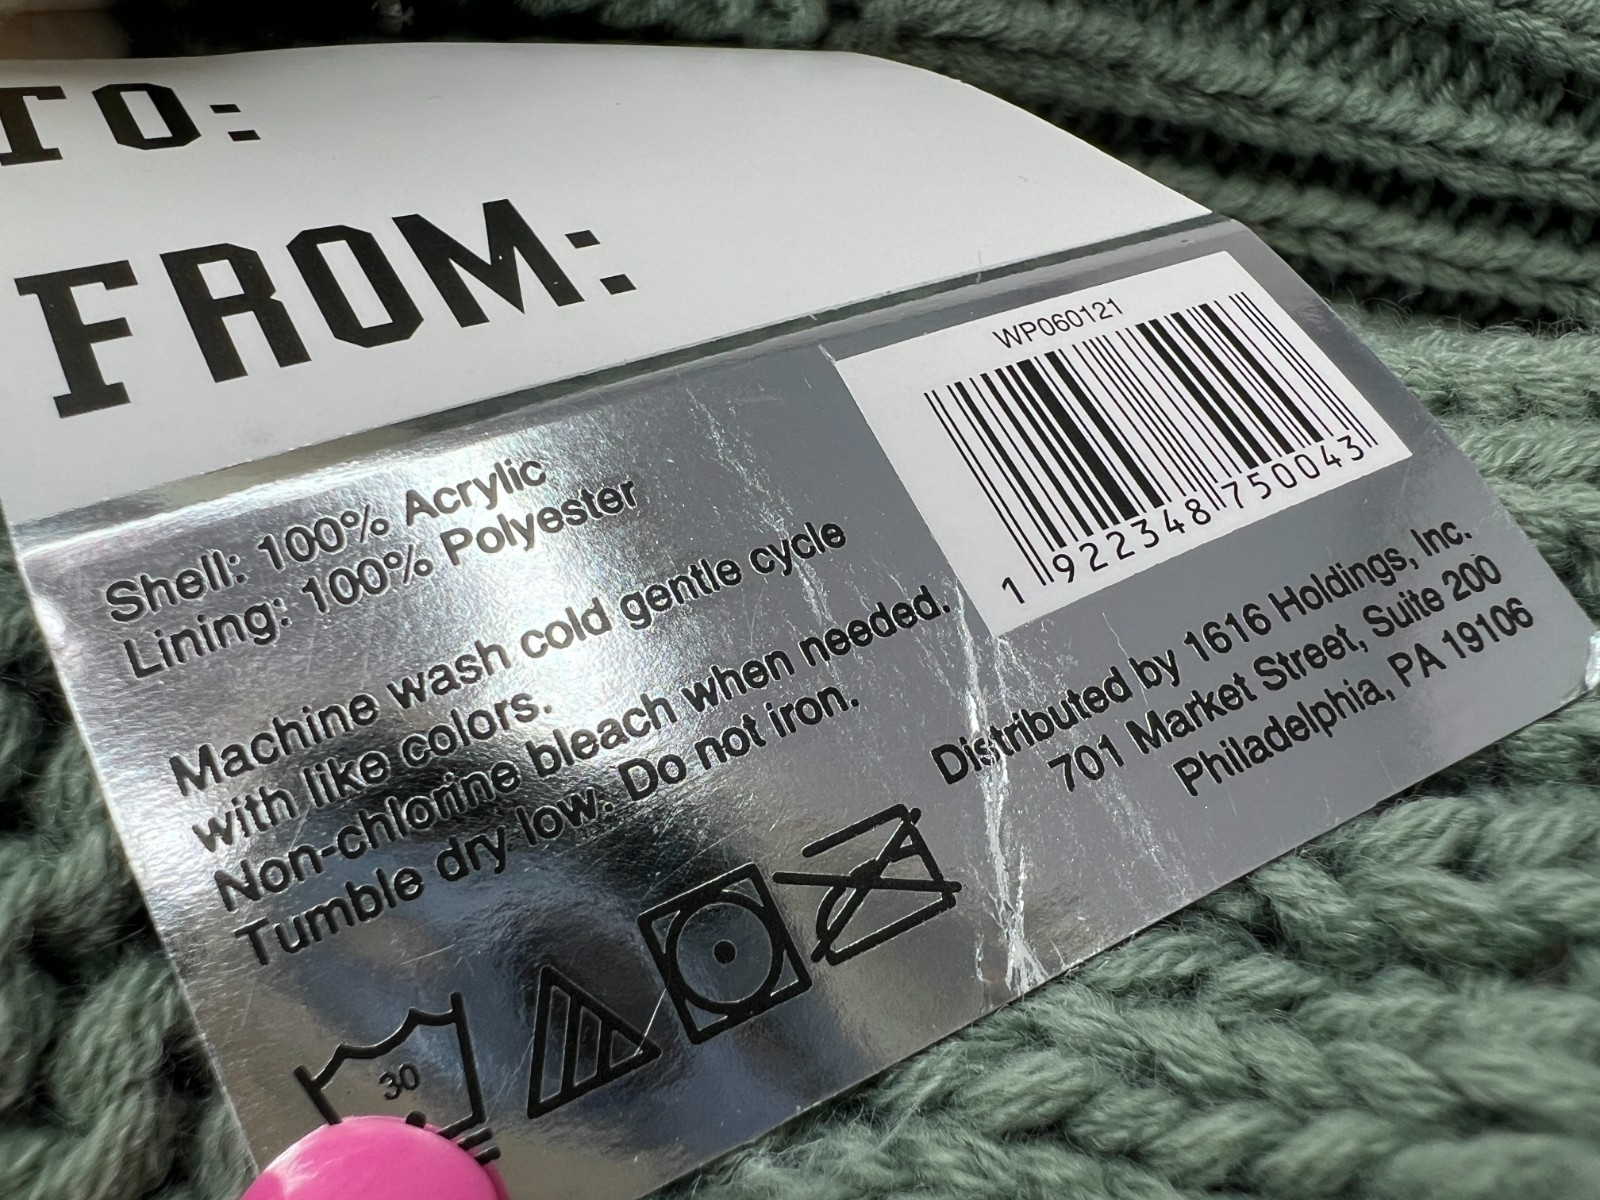 TO:
FROM:
Shell: 100% Acrylic
Lining: 100% Polyester
Machine wash cold gentle cycle
with like colors.
Non-chlorine bleach when needed.
Tumble dry low. Do not iron.
30
WP060121
1 92234875004 3
Distributed by 1616 Holdings, Inc.
701 Market Street, Suite 200
Philadelphia, PA 19106